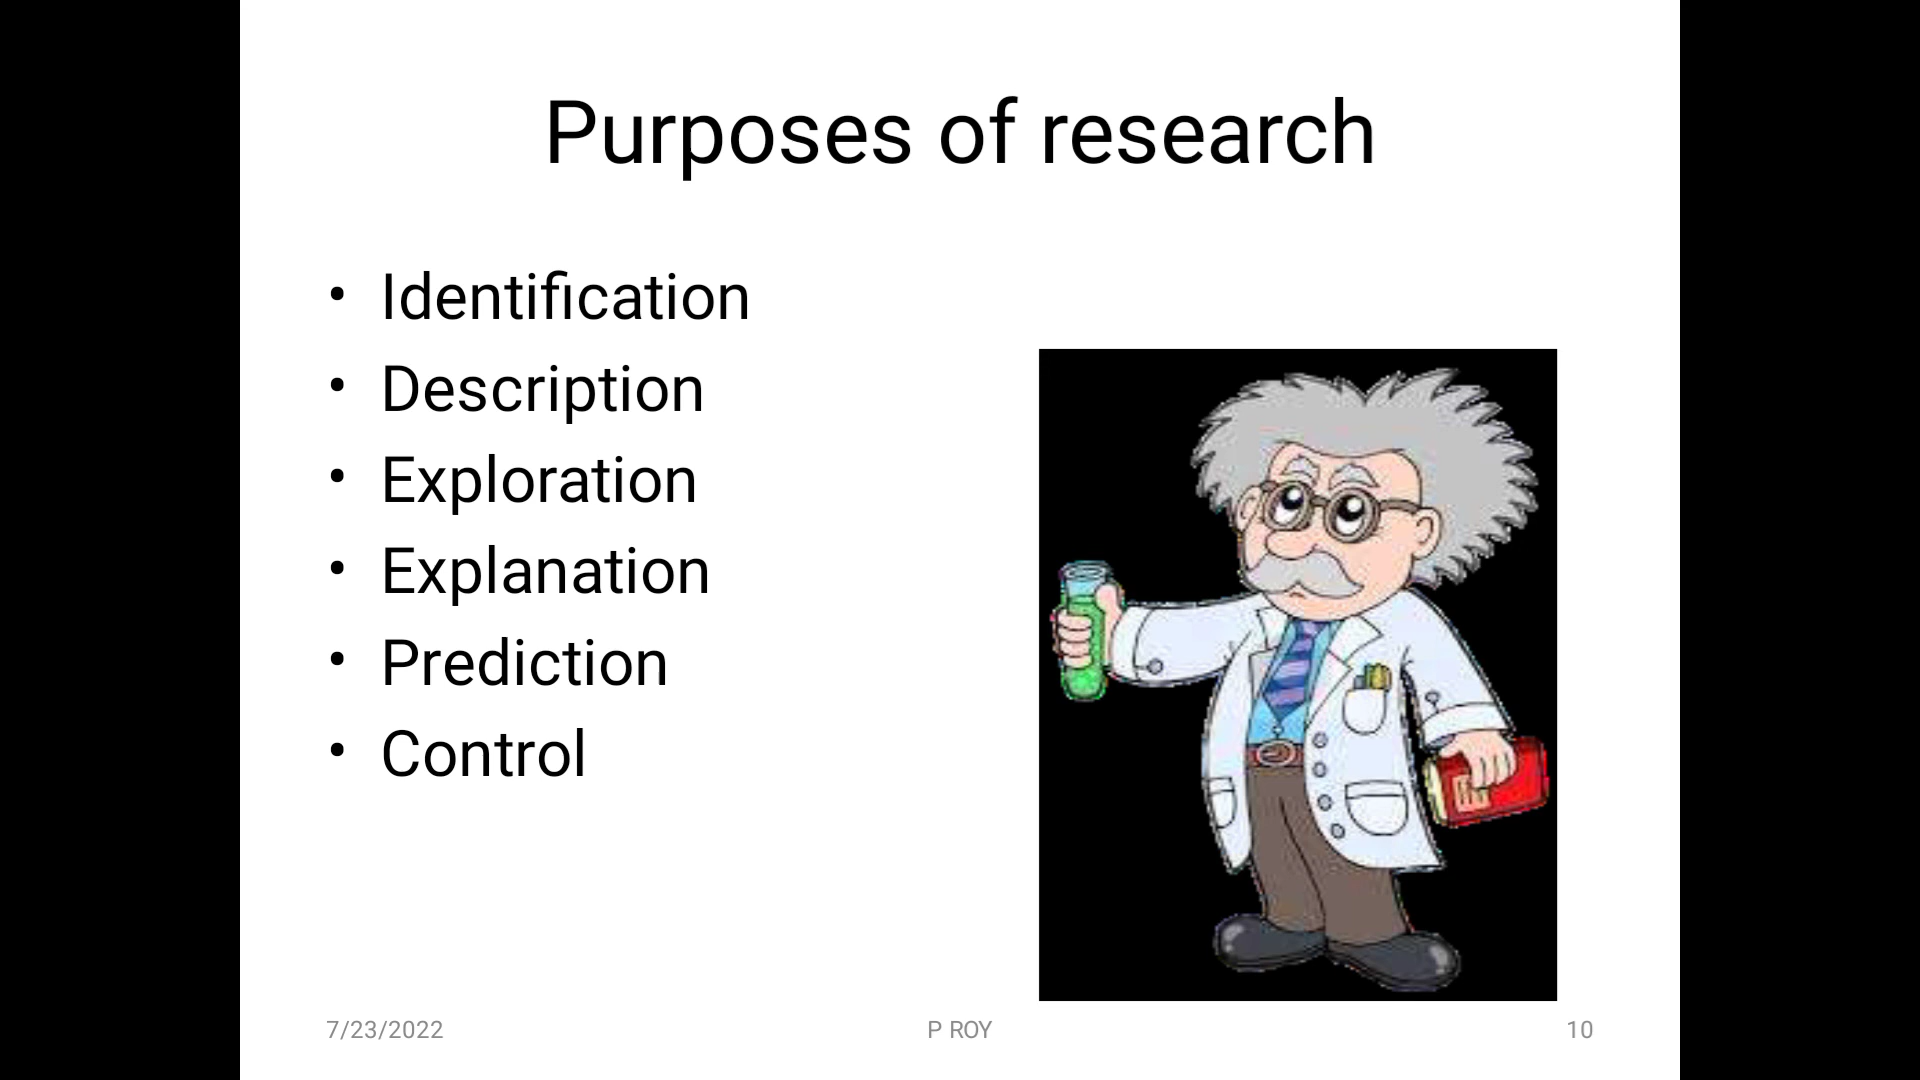 Purposes of research
• Identification
• Description
• Exploration
• Explanation
• Prediction
• Control
7/23/2022
P ROY
10